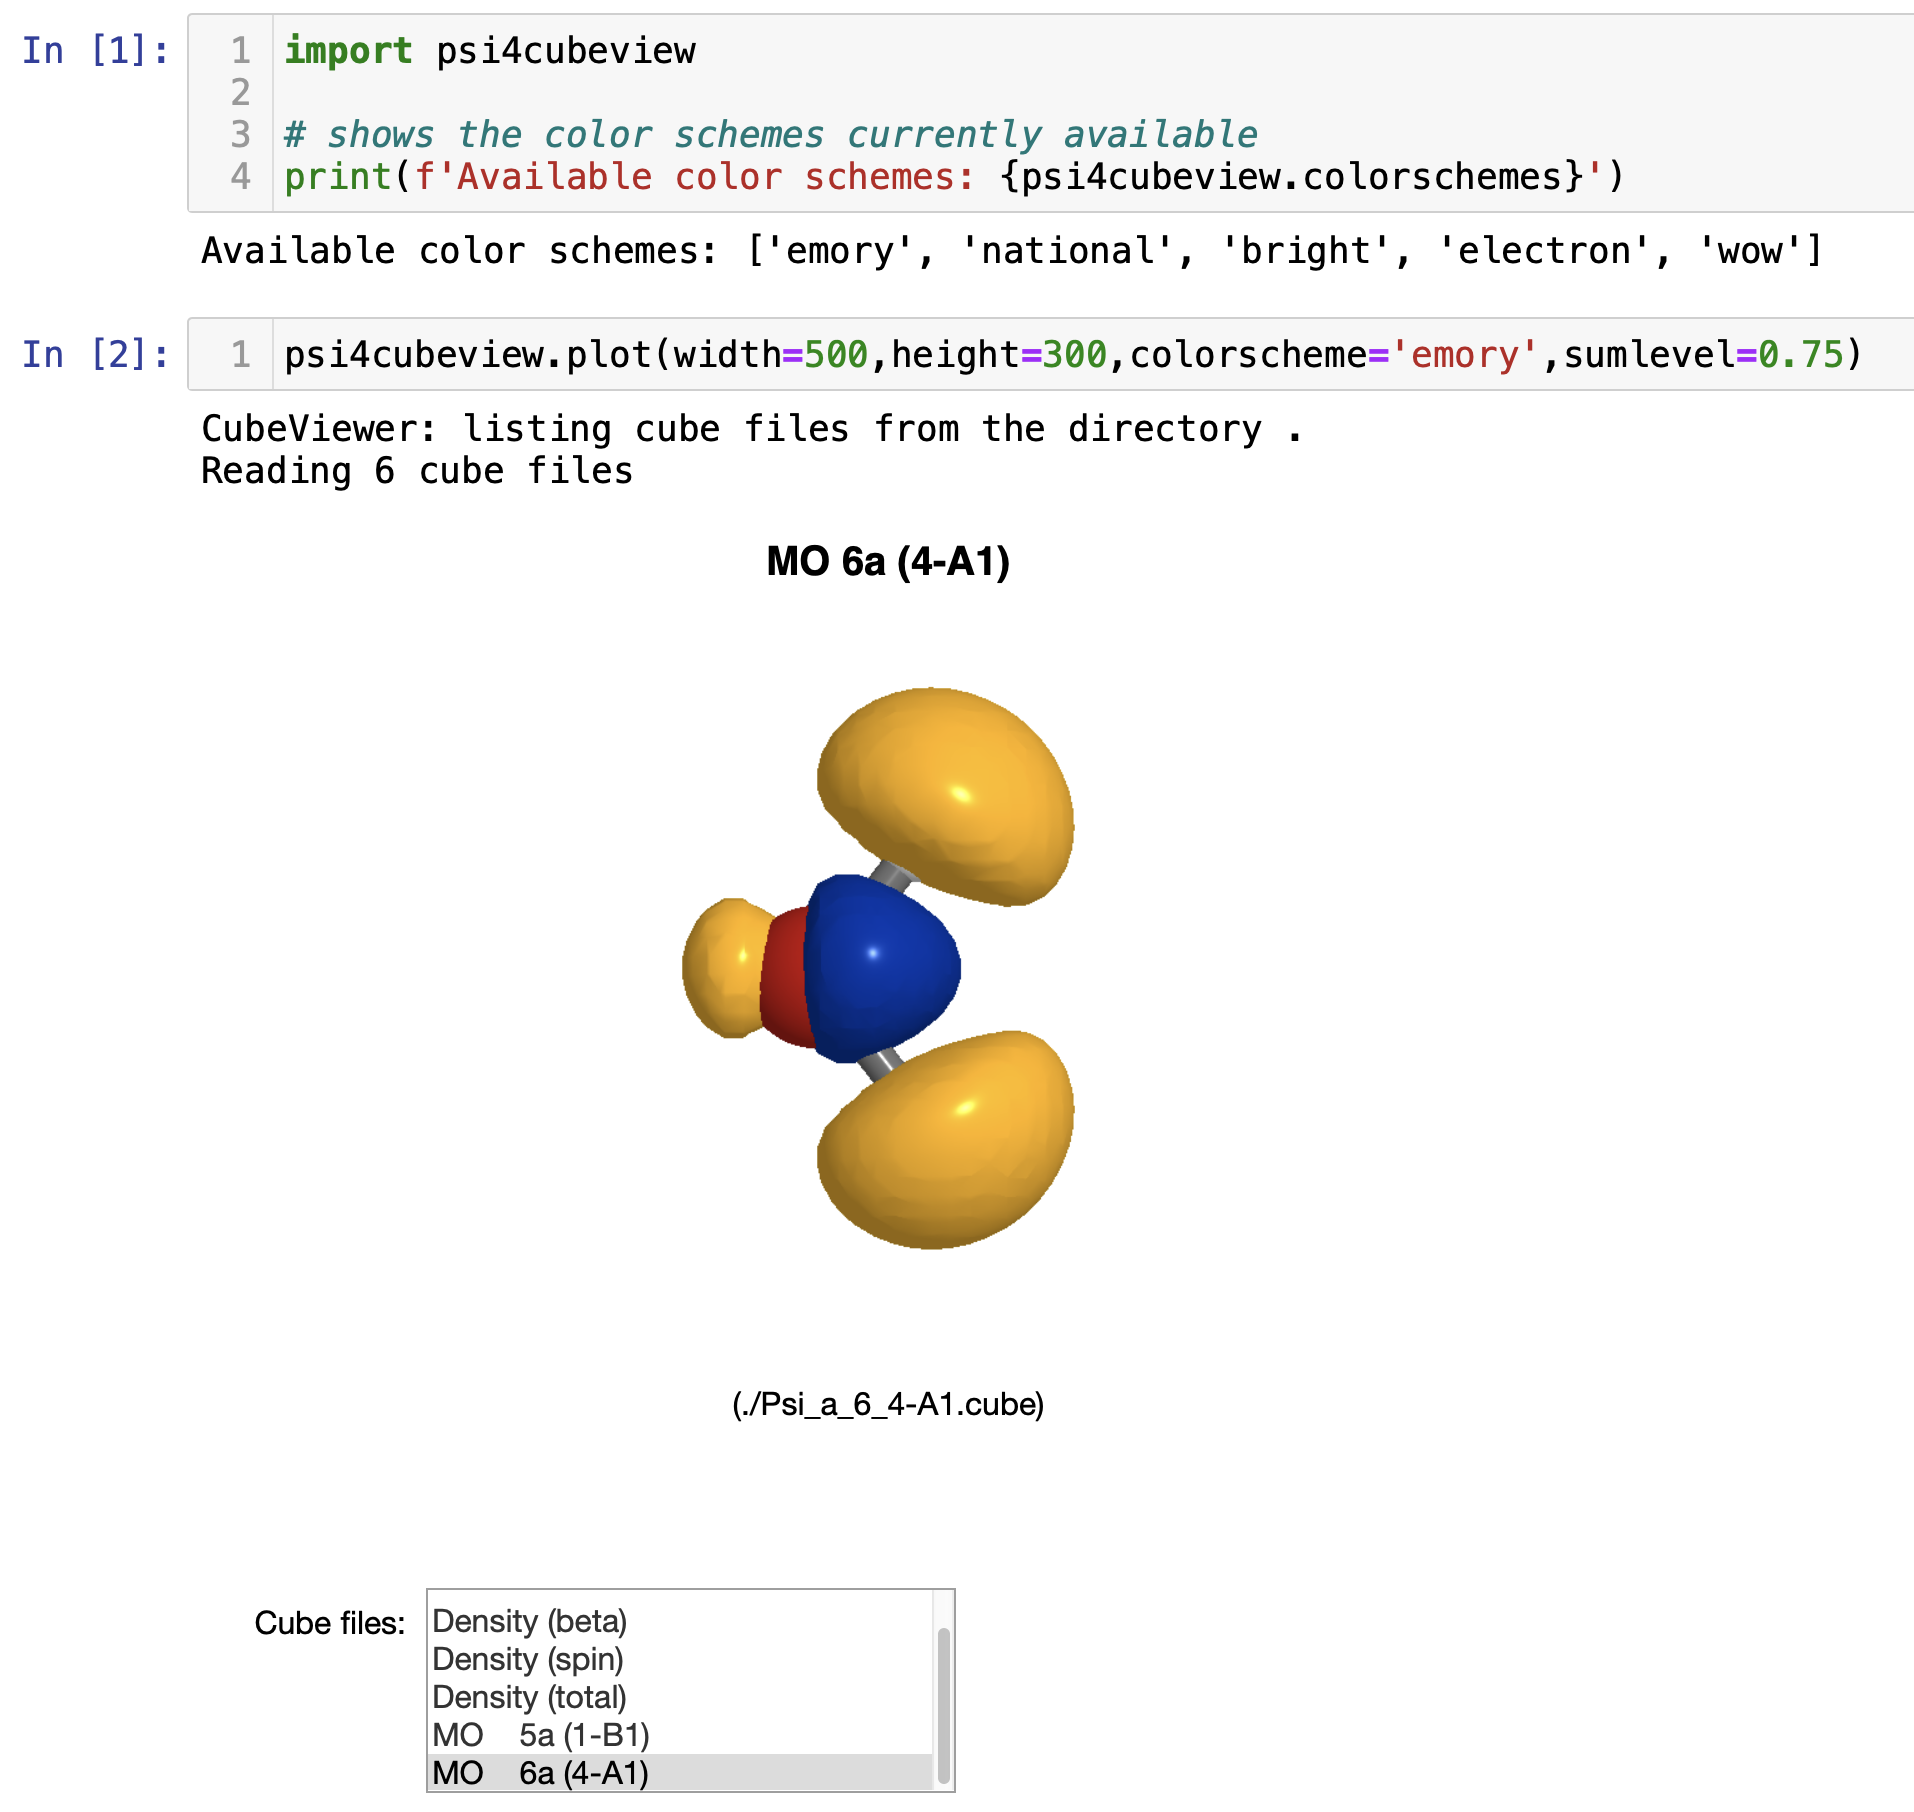 In [1]:
1 import psi4cubeview
2
3 # shows the color schemes currently available
4 print(f'Available color schemes: {psi4cubeview.colorschemes}')
Available color schemes: ['emory', 'national', 'bright', 'electron', 'wow']
In [2]:
1 psi4cubeview.plot(width=500,height=300,colorscheme='emory',sumlevel=0.75)
CubeViewer: listing cube files from the directory .
Reading 6 cube files
MO 6a (4-A1)
(./Psi_a_6_4-A1.cube)
Cube files:
Density (beta)
Density (spin)
Density (total)
MO 5a (1-B1)
MO 6a (4-A1)